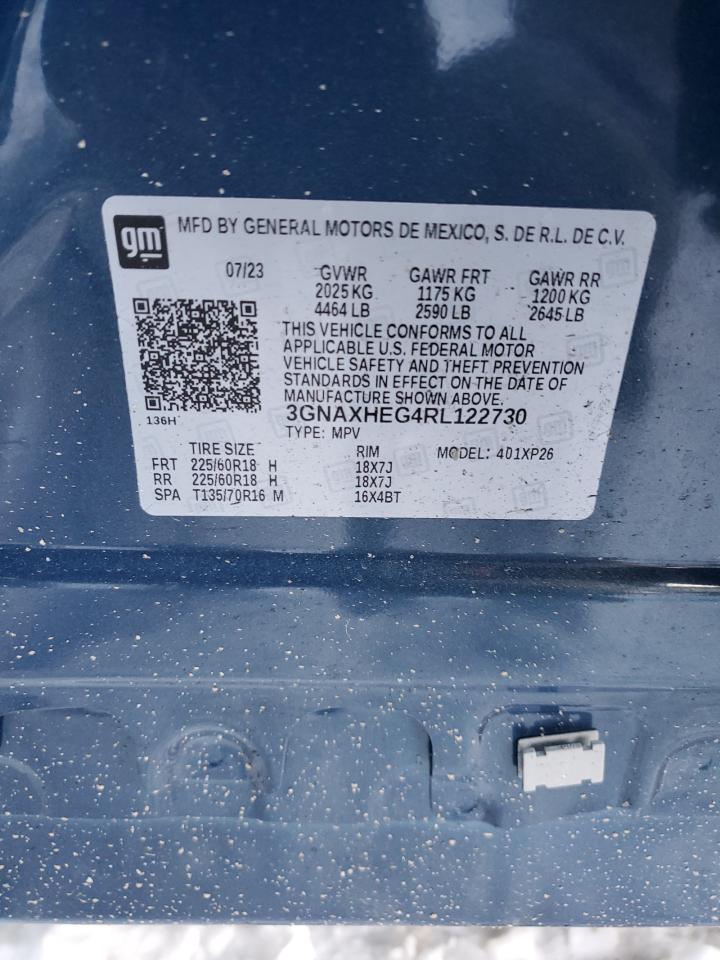 gm MFD BY GENERAL MOTORS DE MEXICO, S. DE R.L. DE C.V.
07/23 GVWR GAWR FRT GAWR RR
2025 KG 1175 KG 1200 KG
4464 LB 2590 LB 2645 LB
THIS VEHICLE CONFORMS TO ALL
APPLICABLE U.S. FEDERAL MOTOR
VEHICLE SAFETY AND THEFT PREVENTION
STANDARDS IN EFFECT ON THE DATE OF
MANUFACTURE SHOWN ABOVE.
136H 3GNAXHEG4RL122730
TYPE: MPV
TIRE SIZE RIM MODEL: 401XP26
FRT 225/60R18 H 18X7J
RR 225/60R18 H 18X7J
SPA T135/70R16 M 16X4BT